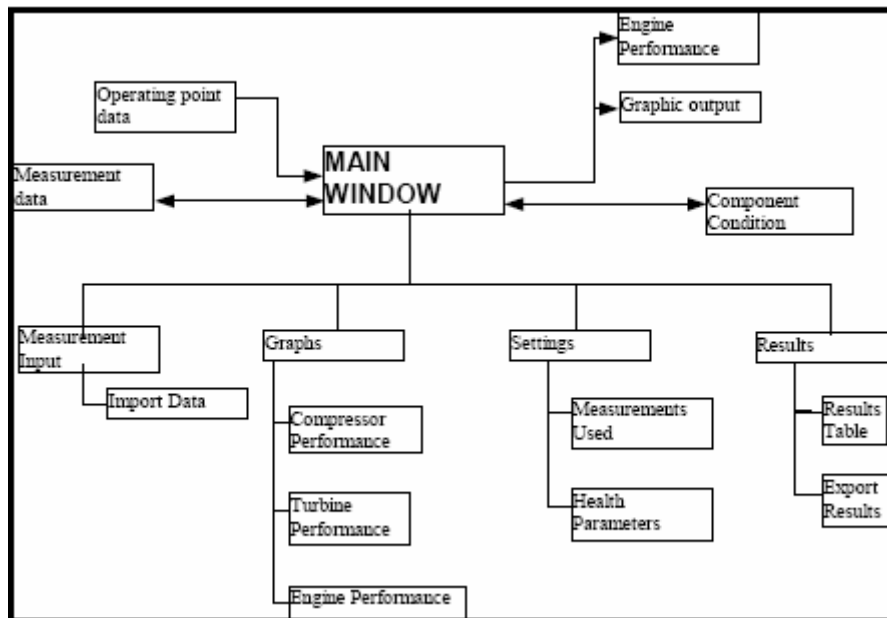 Engine
Performance
Operating point
data
Graphic output
MAIN
WINDOW
Measurement
data
Component
Condition
Measurement
Input
Graphs
Settings
Results
Import Data
Compressor
Performance
Measurements
Used
Results
Table
Turbine
Performance
Health
Parameters
Export
Results
Engine Performance